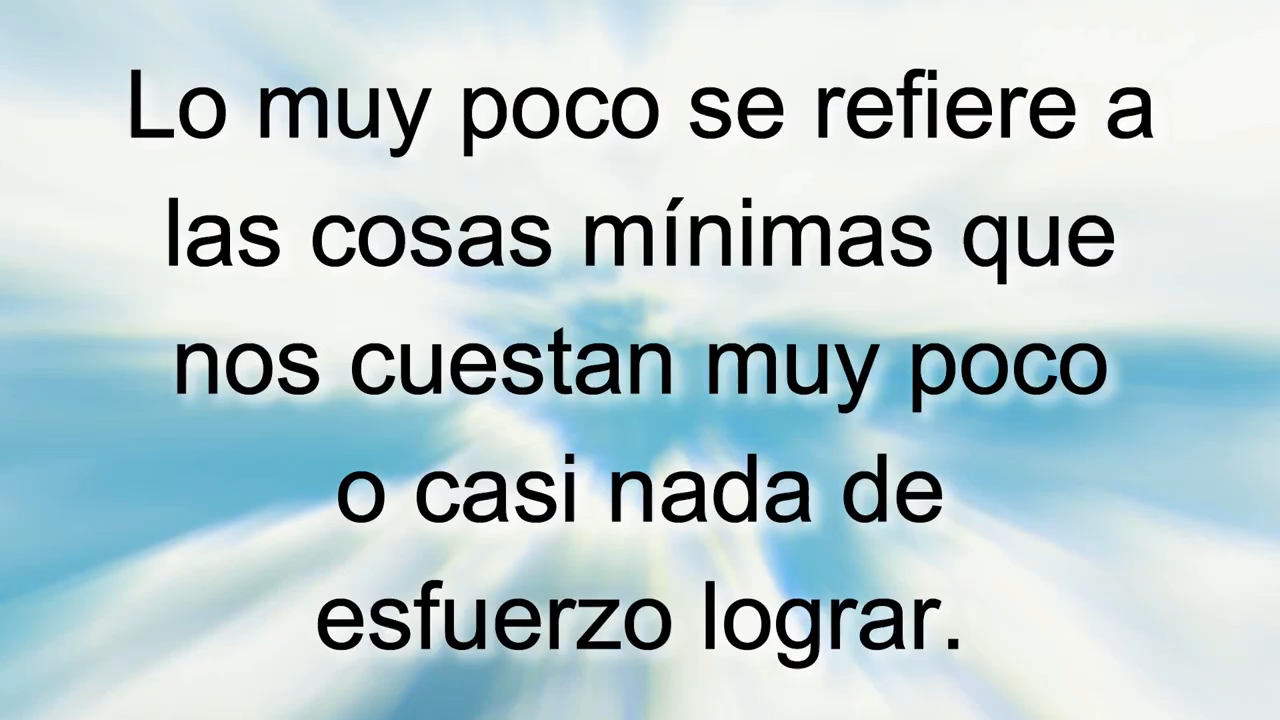 Lo muy poco se refiere a
las cosas mínimas que
nos cuestan muy poco
o casi nada de
esfuerzo lograr.